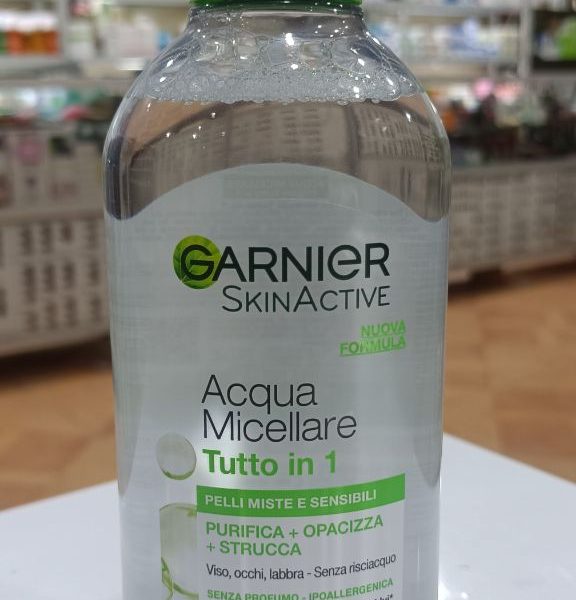 GARNIER
SKINACTIVE
NUOVA
FORMULA
Acqua
Micellare
Tutto in 1
PELLI MISTE E SENSIBILI
PURIFICA + OPACIZZA
+ STRUCCA
Viso, occhi, labbra - Senza risciacquo
SENZA PROFUMO - IPOALLERGENICA